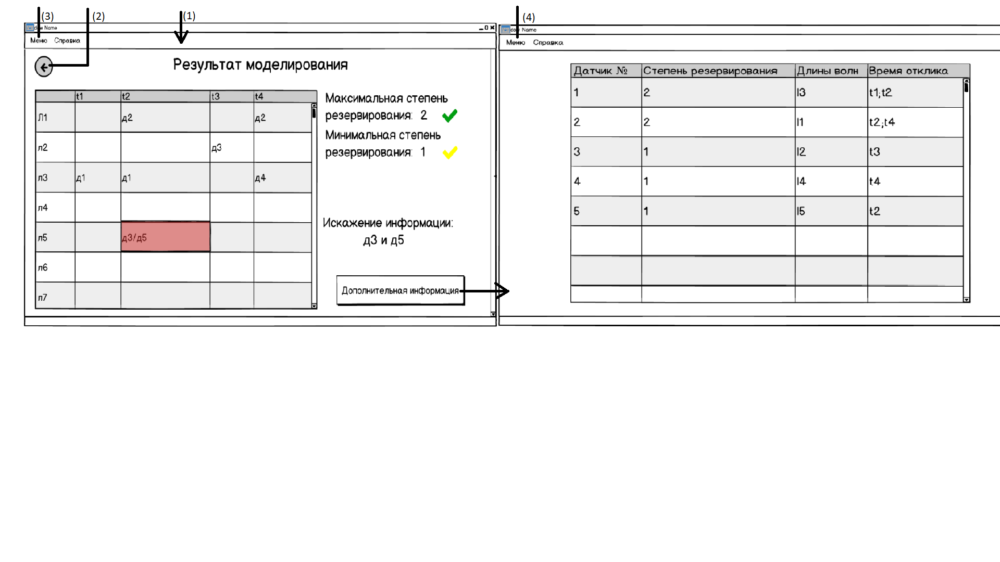 (3)
(2)
(1)
dow Name
Меню Справка
Результат моделирования
t1 t2 t3 t4
Л1 д2 д2
л2 д3
л3 д1 д1 д4
л4
л5 д3/д5
л6
л7
Максимальная степень
резервирования: 2
Минимальная степень
резервирования: 1
Искажение информации:
д3 и д5
Дополнительная информация
(4)
dow Name
Меню Справка
Датчик № Степень резервирования Длины волн Время отклика
1 2 l3 t1;t2
2 2 l1 t2;t4
3 1 l2 t3
4 1 l4 t4
5 1 l5 t2